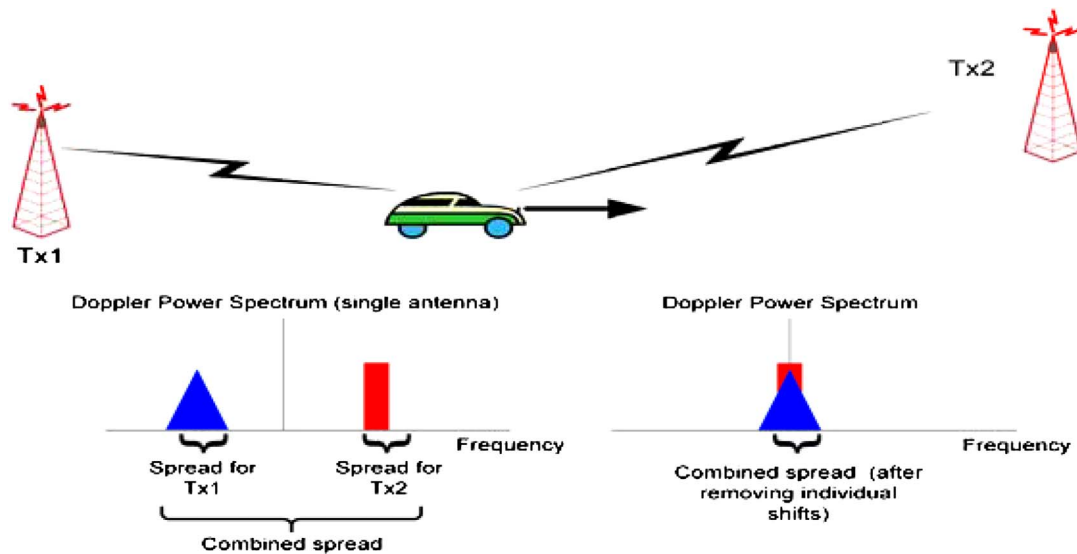 Tx2
Tx1
Doppler Power Spectrum (single antenna)
Doppler Power Spectrum
Frequency
Frequency
Spread for
Tx1
Spread for
Tx2
Combined spread
Combined spread (after
removing individual
shifts)